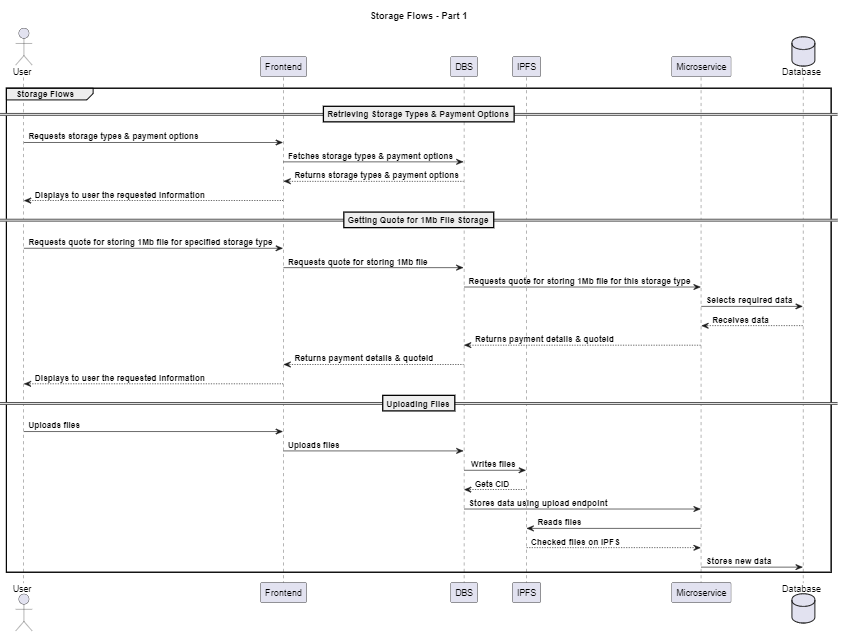 Storage Flows - Part 1
User
Frontend
DBS
IPFS
Microservice
Database
Storage Flows
Retrieving Storage Types & Payment Options
Requests storage types & payment options
Fetches storage types & payment options
Returns storage types & payment options
Displays to user the requested information
Getting Quote for 1Mb File Storage
Requests quote for storing 1Mb file for specified storage type
Requests quote for storing 1Mb file
Requests quote for storing 1Mb file for this storage type
Selects required data
Receives data
Returns payment details & quoteId
Returns payment details & quoteId
Displays to user the requested information
Uploading Files
Uploads files
Uploads files
Writes files
Gets CID
Stores data using upload endpoint
Reads files
Checked files on IPFS
Stores new data
User
Frontend
DBS
IPFS
Microservice
Database